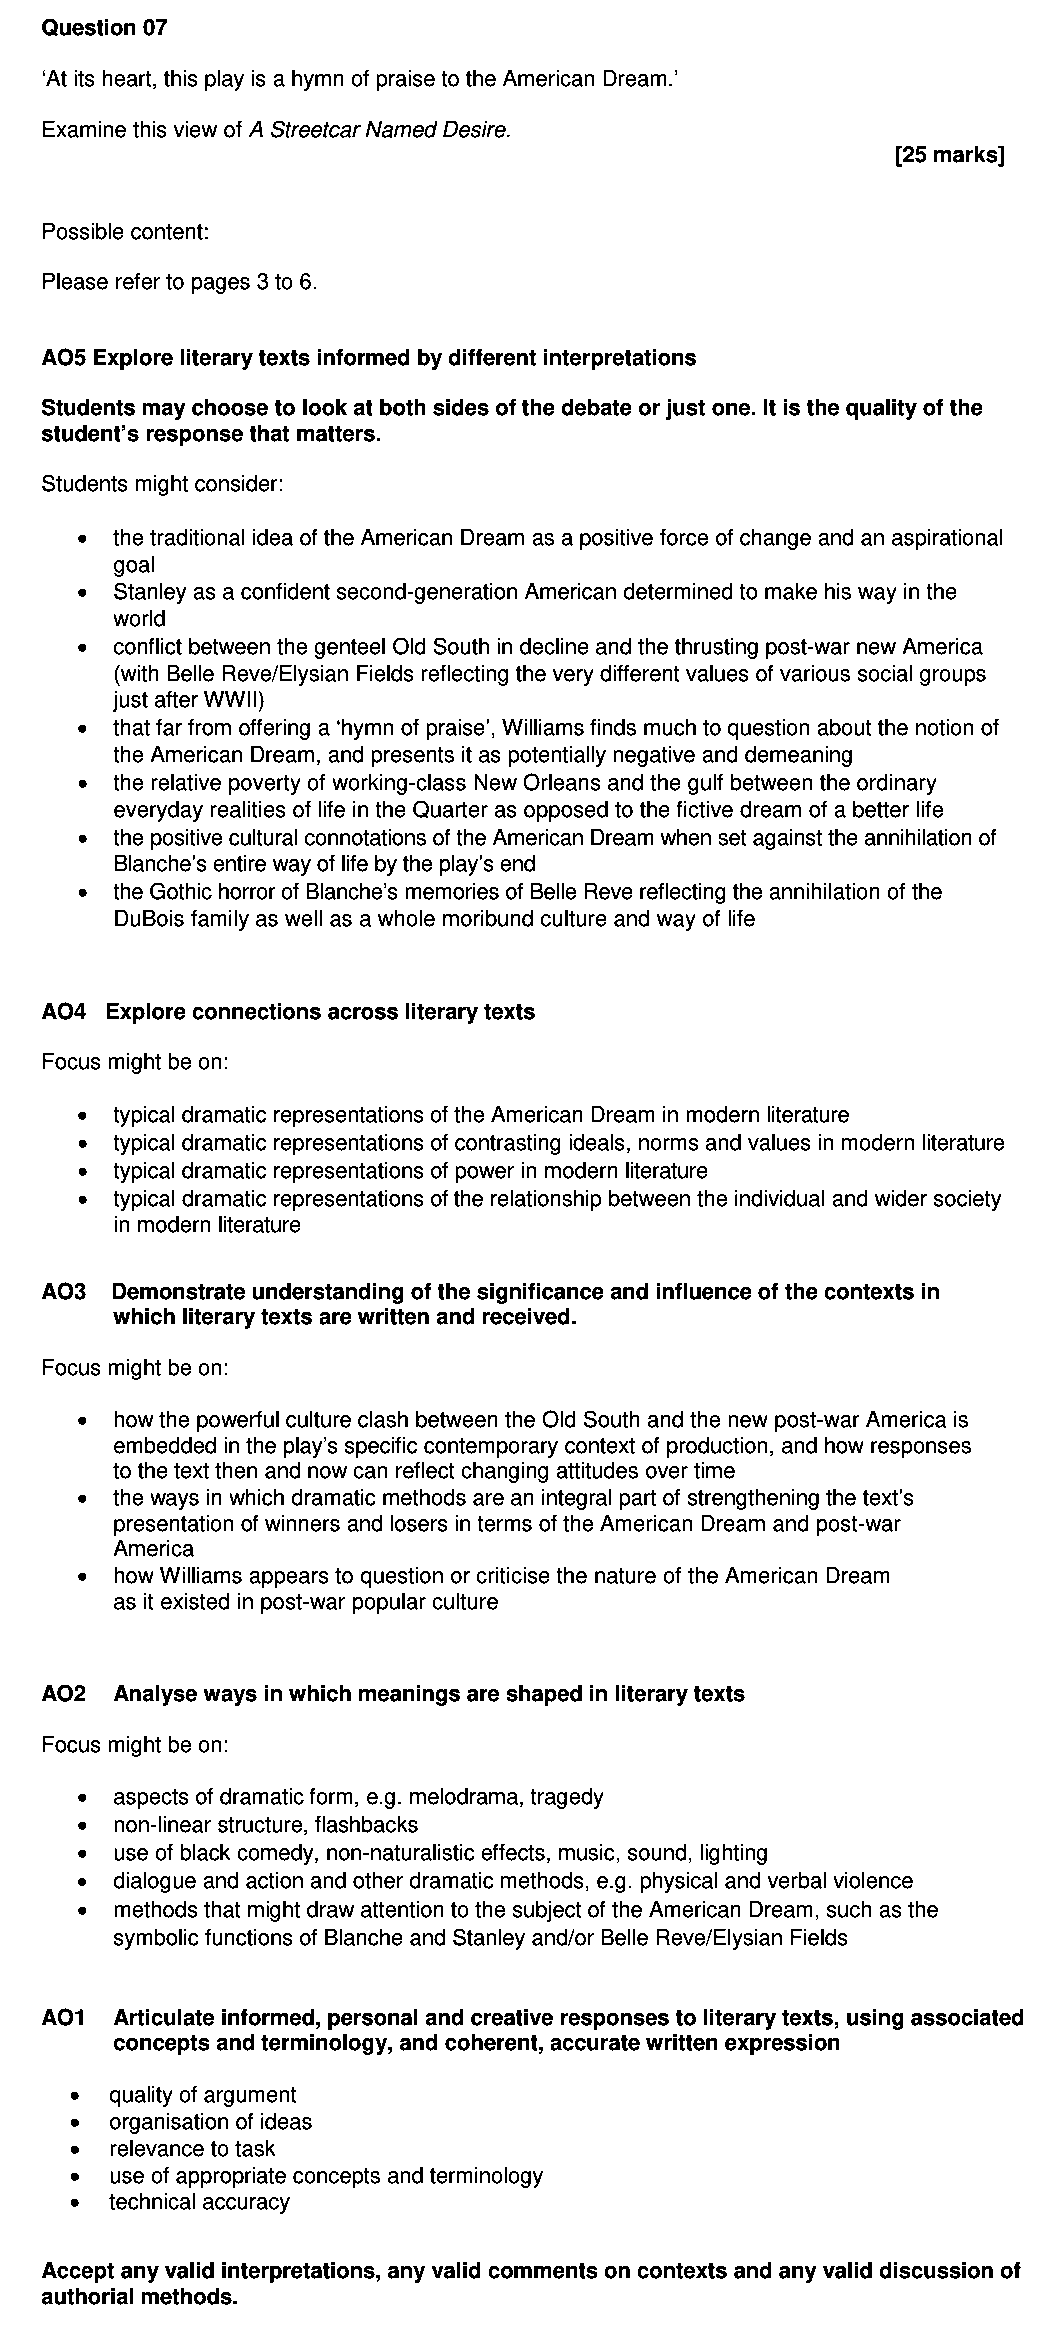 Question 07
‘At its heart, this play is a hymn of praise to the American Dream.’
Examine this view of A Streetcar Named Desire.
[25 marks]
Possible content:
Please refer to pages 3 to 6.
AO5 Explore literary texts informed by different interpretations
Students may choose to look at both sides of the debate or just one. It is the quality of the
student’s response that matters.
Students might consider:
• the traditional idea of the American Dream as a positive force of change and an aspirational
goal
• Stanley as a confident second-generation American determined to make his way in the
world
• conflict between the genteel Old South in decline and the thrusting post-war new America
(with Belle Reve/Elysian Fields reflecting the very different values of various social groups
just after WWII)
• that far from offering a ‘hymn of praise’, Williams finds much to question about the notion of
the American Dream, and presents it as potentially negative and demeaning
• the relative poverty of working-class New Orleans and the gulf between the ordinary
everyday realities of life in the Quarter as opposed to the fictive dream of a better life
• the positive cultural connotations of the American Dream when set against the annihilation of
Blanche’s entire way of life by the play’s end
• the Gothic horror of Blanche’s memories of Belle Reve reflecting the annihilation of the
DuBois family as well as a whole moribund culture and way of life
AO4 Explore connections across literary texts
Focus might be on:
• typical dramatic representations of the American Dream in modern literature
• typical dramatic representations of contrasting ideals, norms and values in modern literature
• typical dramatic representations of power in modern literature
• typical dramatic representations of the relationship between the individual and wider society
in modern literature
AO3 Demonstrate understanding of the significance and influence of the contexts in
which literary texts are written and received.
Focus might be on:
• how the powerful culture clash between the Old South and the new post-war America is
embedded in the play’s specific contemporary context of production, and how responses
to the text then and now can reflect changing attitudes over time
• the ways in which dramatic methods are an integral part of strengthening the text’s
presentation of winners and losers in terms of the American Dream and post-war
America
• how Williams appears to question or criticise the nature of the American Dream
as it existed in post-war popular culture
AO2 Analyse ways in which meanings are shaped in literary texts
Focus might be on:
• aspects of dramatic form, e.g. melodrama, tragedy
• non-linear structure, flashbacks
• use of black comedy, non-naturalistic effects, music, sound, lighting
• dialogue and action and other dramatic methods, e.g. physical and verbal violence
• methods that might draw attention to the subject of the American Dream, such as the
symbolic functions of Blanche and Stanley and/or Belle Reve/Elysian Fields
AO1 Articulate informed, personal and creative responses to literary texts, using associated
concepts and terminology, and coherent, accurate written expression
• quality of argument
• organisation of ideas
• relevance to task
• use of appropriate concepts and terminology
• technical accuracy
Accept any valid interpretations, any valid comments on contexts and any valid discussion of
authorial methods.